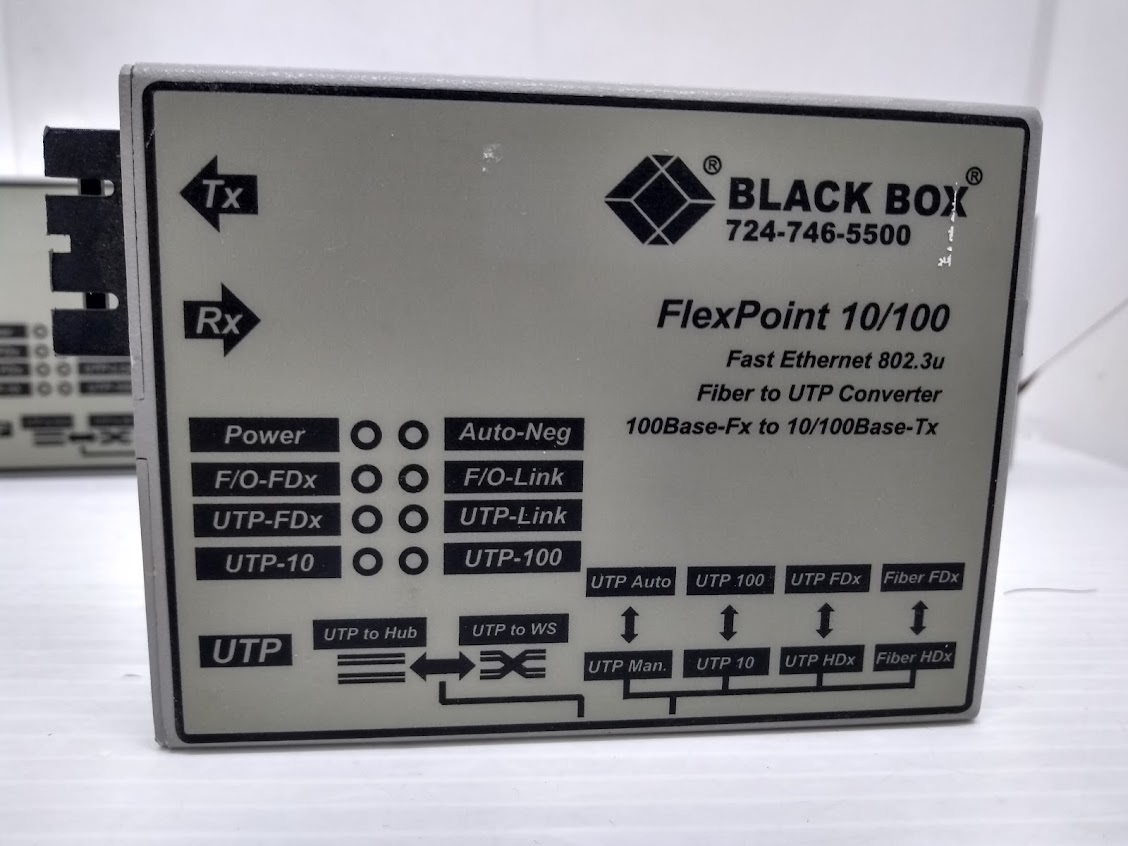 Tx
® BLACK BOX ®
724-746-5500
Rx
FlexPoint 10/100
Fast Ethernet 802.3u
Fiber to UTP Converter
100Base-Fx to 10/100Base-Tx
Power Auto-Neg
F/O-FDx F/O-Link
UTP-FDx UTP-Link
UTP-10 UTP-100
UTP Auto UTP 100 UTP FDx Fiber FDx
UTP UTP to Hub UTP to WS
UTP Man. UTP 10 UTP HDx Fiber HDx